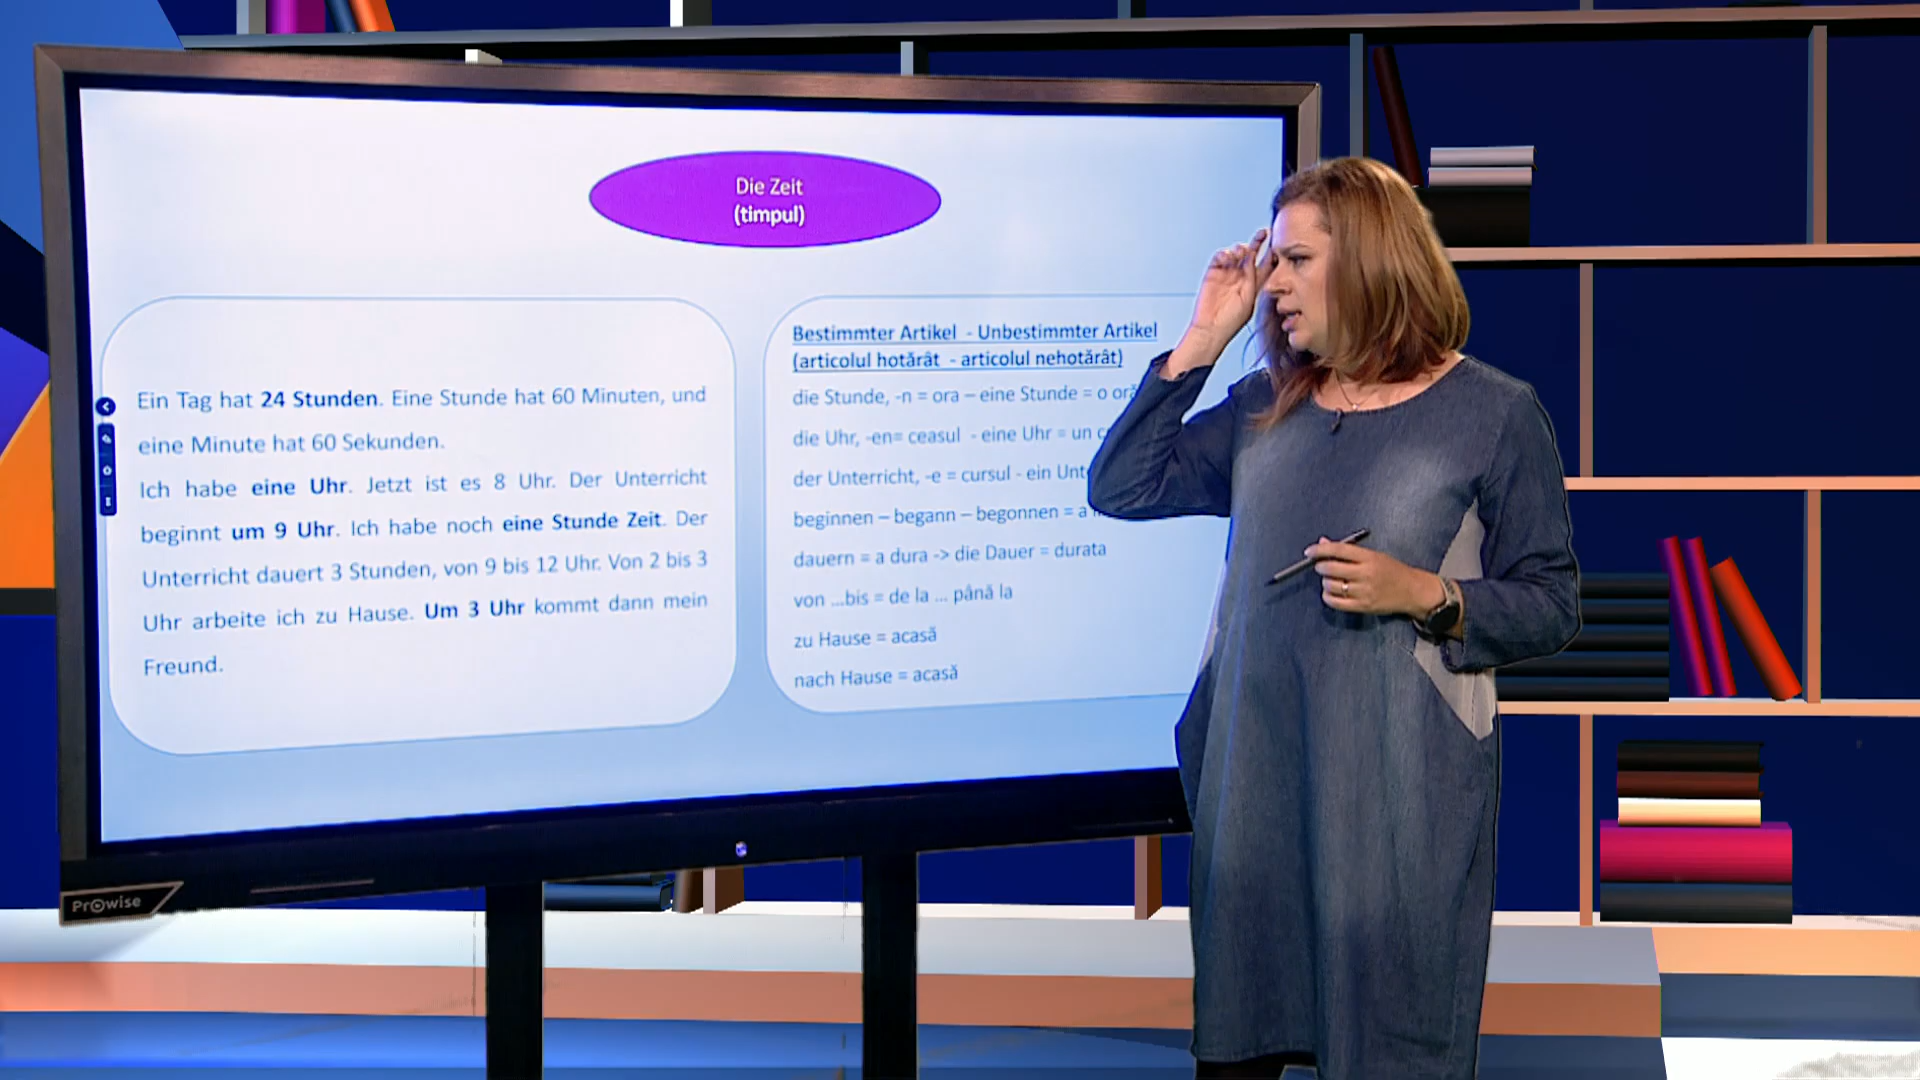 Die Zeit
(timpul)
Ein Tag hat 24 Stunden. Eine Stunde hat 60 Minuten, und
eine Minute hat 60 Sekunden.
Ich habe eine Uhr. Jetzt ist es 8 Uhr. Der Unterricht
beginnt um 9 Uhr. Ich habe noch eine Stunde Zeit. Der
Unterricht dauert 3 Stunden, von 9 bis 12 Uhr. Von 2 bis 3
Uhr arbeite ich zu Hause. Um 3 Uhr kommt dann mein
Freund.
Bestimmter Artikel - Unbestimmter Artikel
(articolul hotărât - articolul nehotărât)
die Stunde, -n = ora – eine Stunde = o oră
die Uhr, -en= ceasul - eine Uhr = un
der Unterricht, -e = cursul - ein
beginnen – begann – begonnen = a
dauern = a dura -> die Dauer = durata
von ...bis = de la ... până la
zu Hause = acasă
nach Hause = acasă
Prowise